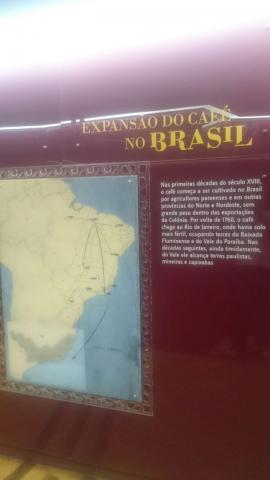 EXPANSÃO DO CAFÉ
NO BRASIL
Nas primeiras décadas do século XVIII,
o café começa a ser cultivado no Brasil
por agricultores paraenses e em outras
províncias do Norte e Nordeste, sem
grande peso dentro das exportações
da Colônia. Por volta de 1760, o café
chega ao Rio de Janeiro, onde havia solo
mais fértil, ocupando terras da Baixada
Fluminense e do Vale do Paraíba. Nas
décadas seguintes, ainda timidamente,
do Vale ele alcança terras paulistas,
mineiras e capixabas